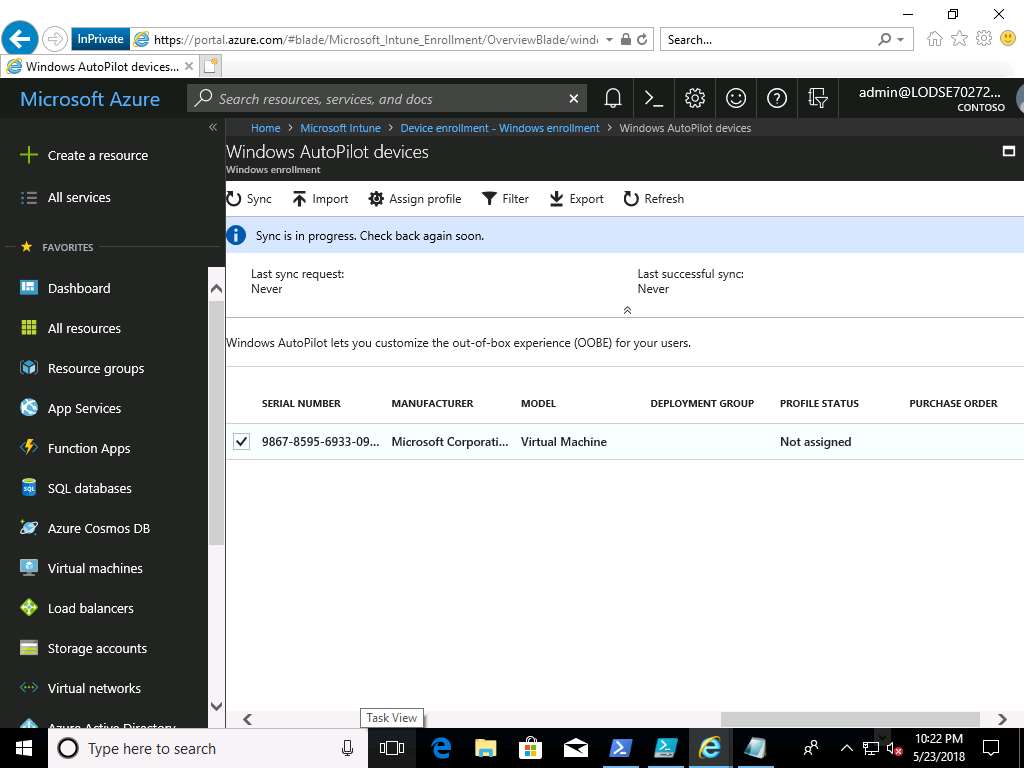 InPrivate
https://portal.azure.com/#blade/Microsoft_Intune_Enrollment/OverviewBlade/wind
Search...
Windows AutoPilot devices...
Microsoft Azure
Search resources, services, and docs
admin@LODSE70272...
CONTOSO
Home > Microsoft Intune > Device enrollment - Windows enrollment > Windows AutoPilot devices
Windows AutoPilot devices
Windows enrollment
Create a resource
All services
FAVORITES
Dashboard
All resources
Resource groups
App Services
Function Apps
SQL databases
Azure Cosmos DB
Virtual machines
Load balancers
Storage accounts
Virtual networks
Azure Active Directory
Sync Import Assign profile Filter Export Refresh
Sync is in progress. Check back again soon.
Last sync request: Last successful sync:
Never Never
Windows AutoPilot lets you customize the out-of-box experience (OOBE) for your users.
SERIAL NUMBER MANUFACTURER MODEL DEPLOYMENT GROUP PROFILE STATUS PURCHASE ORDER
9867-8595-6933-09... Microsoft Corporati... Virtual Machine Not assigned
Task View
Type here to search
10:22 PM
5/23/2018